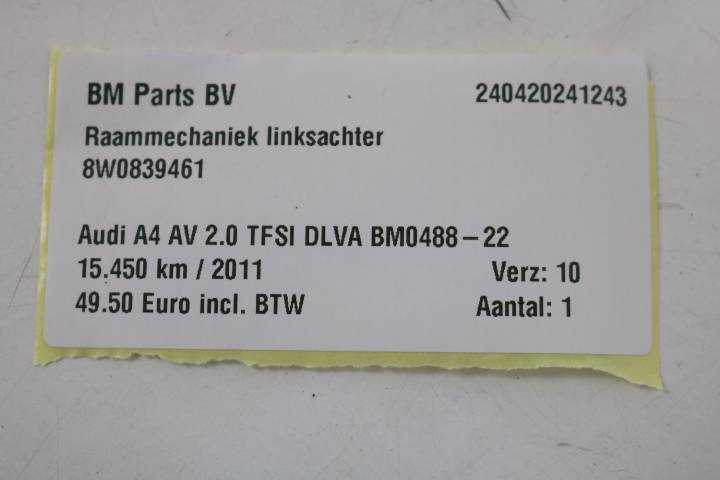 BM Parts BV 240420241243
Raammechaniek linksachter
8W0839461
Audi A4 AV 2.0 TFSI DLVA BM0488-22
15.450 km / 2011 Verz: 10
49.50 Euro incl. BTW Aantal: 1